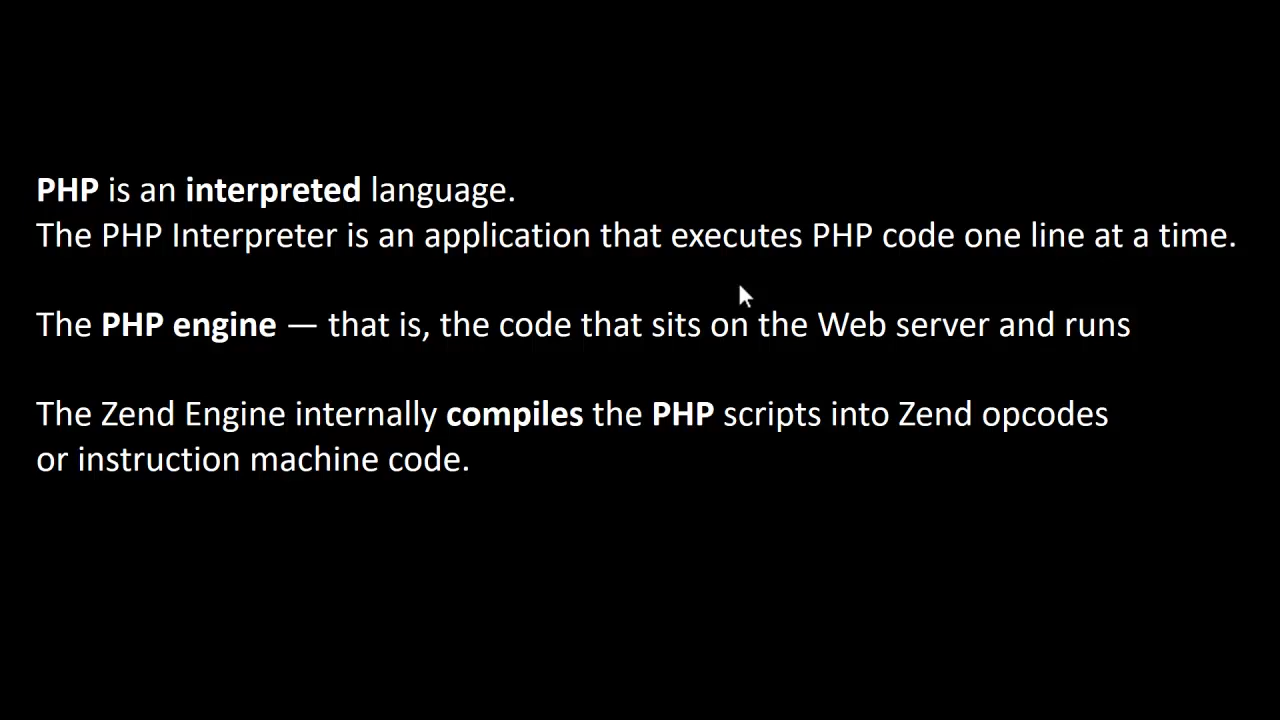 PHP is an interpreted language.
The PHP Interpreter is an application that executes PHP code one line at a time.
The PHP engine — that is, the code that sits on the Web server and runs
The Zend Engine internally compiles the PHP scripts into Zend opcodes
or instruction machine code.